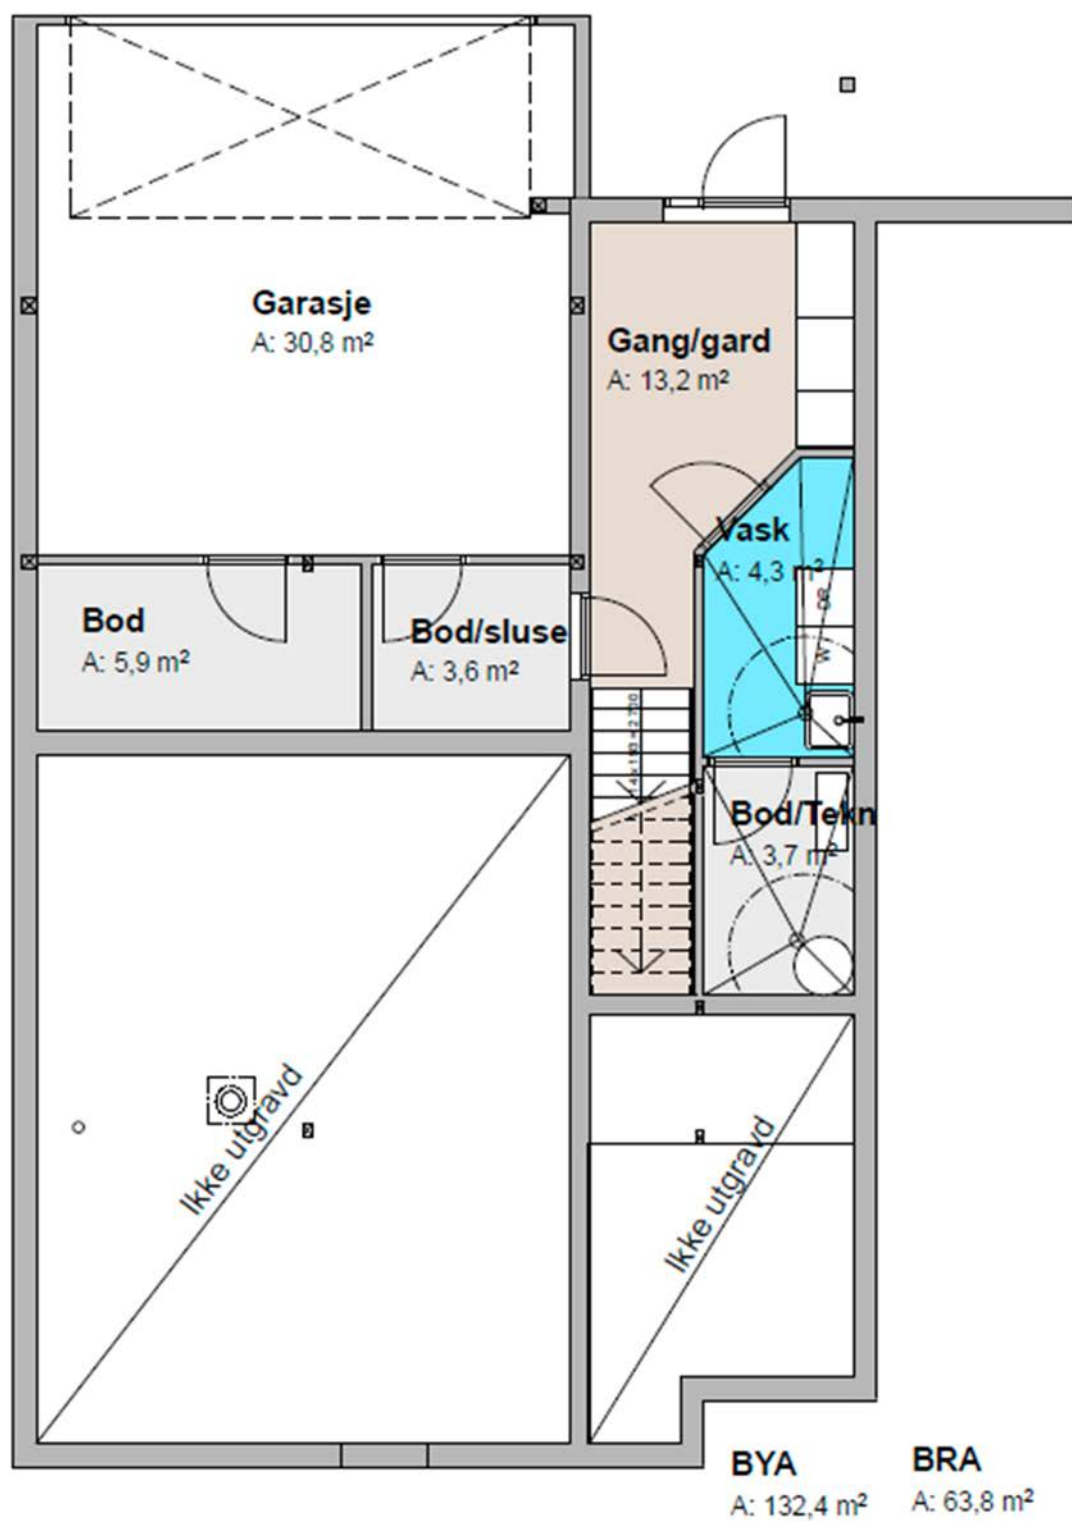 Garasje
A: 30,8 m²
Gang/gard
A: 13,2 m²
Vask
A: 4,3 m²
Bod
A: 5,9 m²
Bod/sluse
A: 3,6 m²
W
Bod/Tekn
A: 3,7 m²
Ikke utgravd
Ikke utgravd
BYA
A: 132,4 m²
BRA
A: 63,8 m²